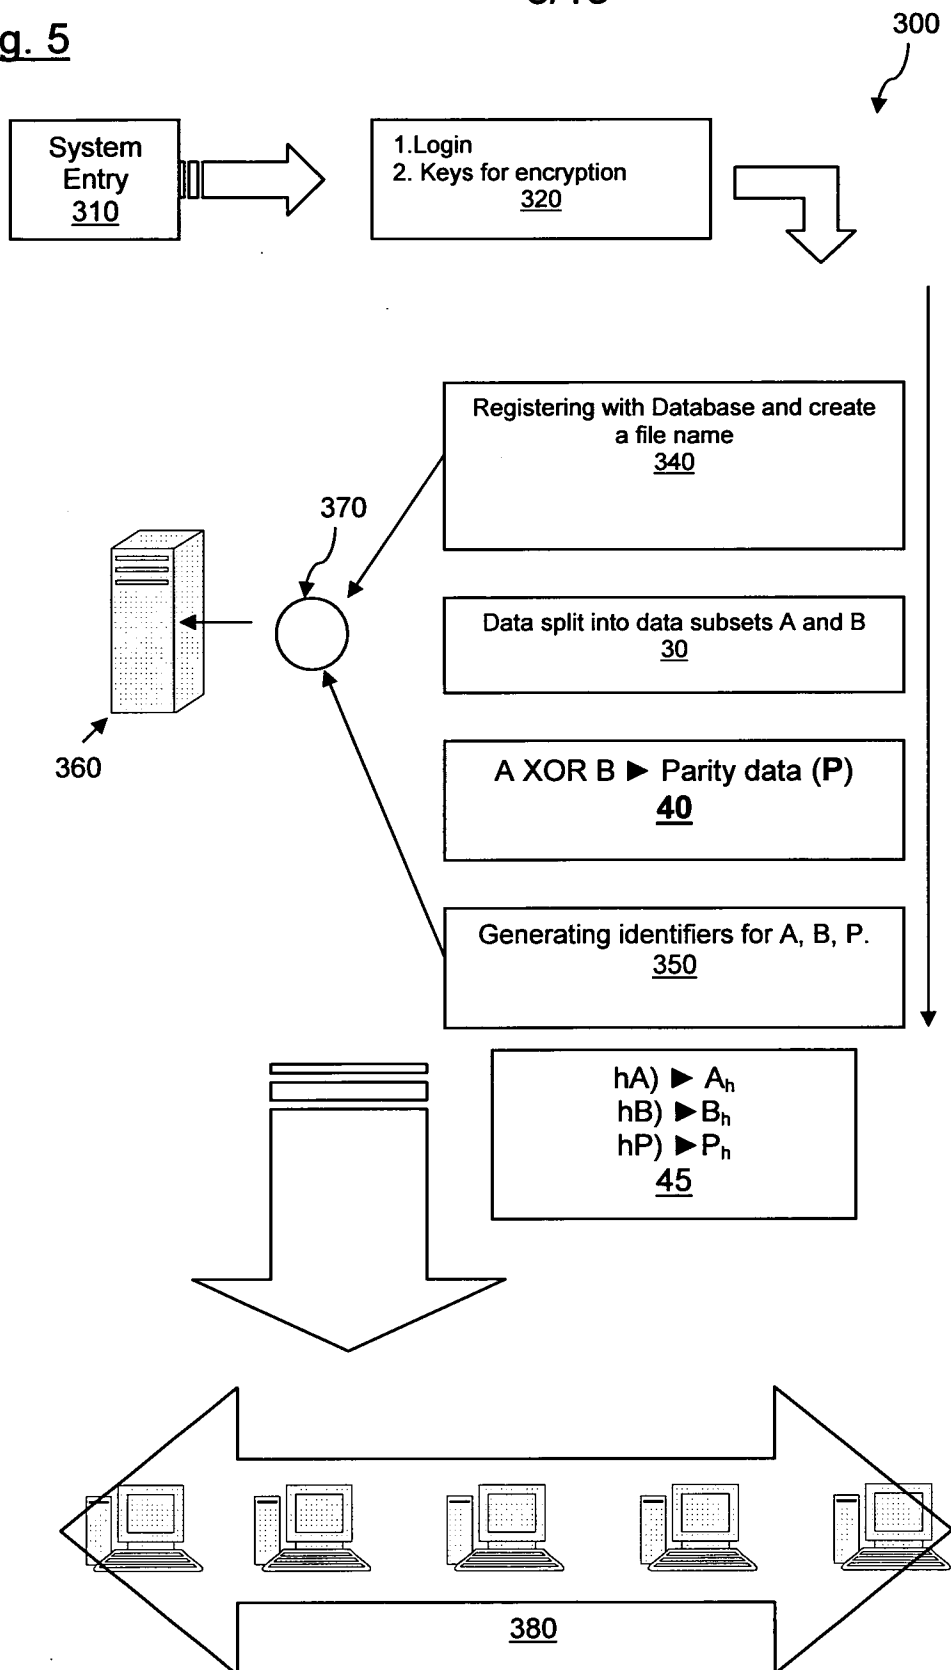 g. 5
300
System
Entry
310
1.Login
2. Keys for encryption
320
Registering with Database and create
a file name
340
370
Data split into data subsets A and B
30
360
A XOR B ► Parity data (P)
40
Generating identifiers for A, B, P.
350
hA) ► Ah
hB) ►Bh
hP) ►Ph
45
380